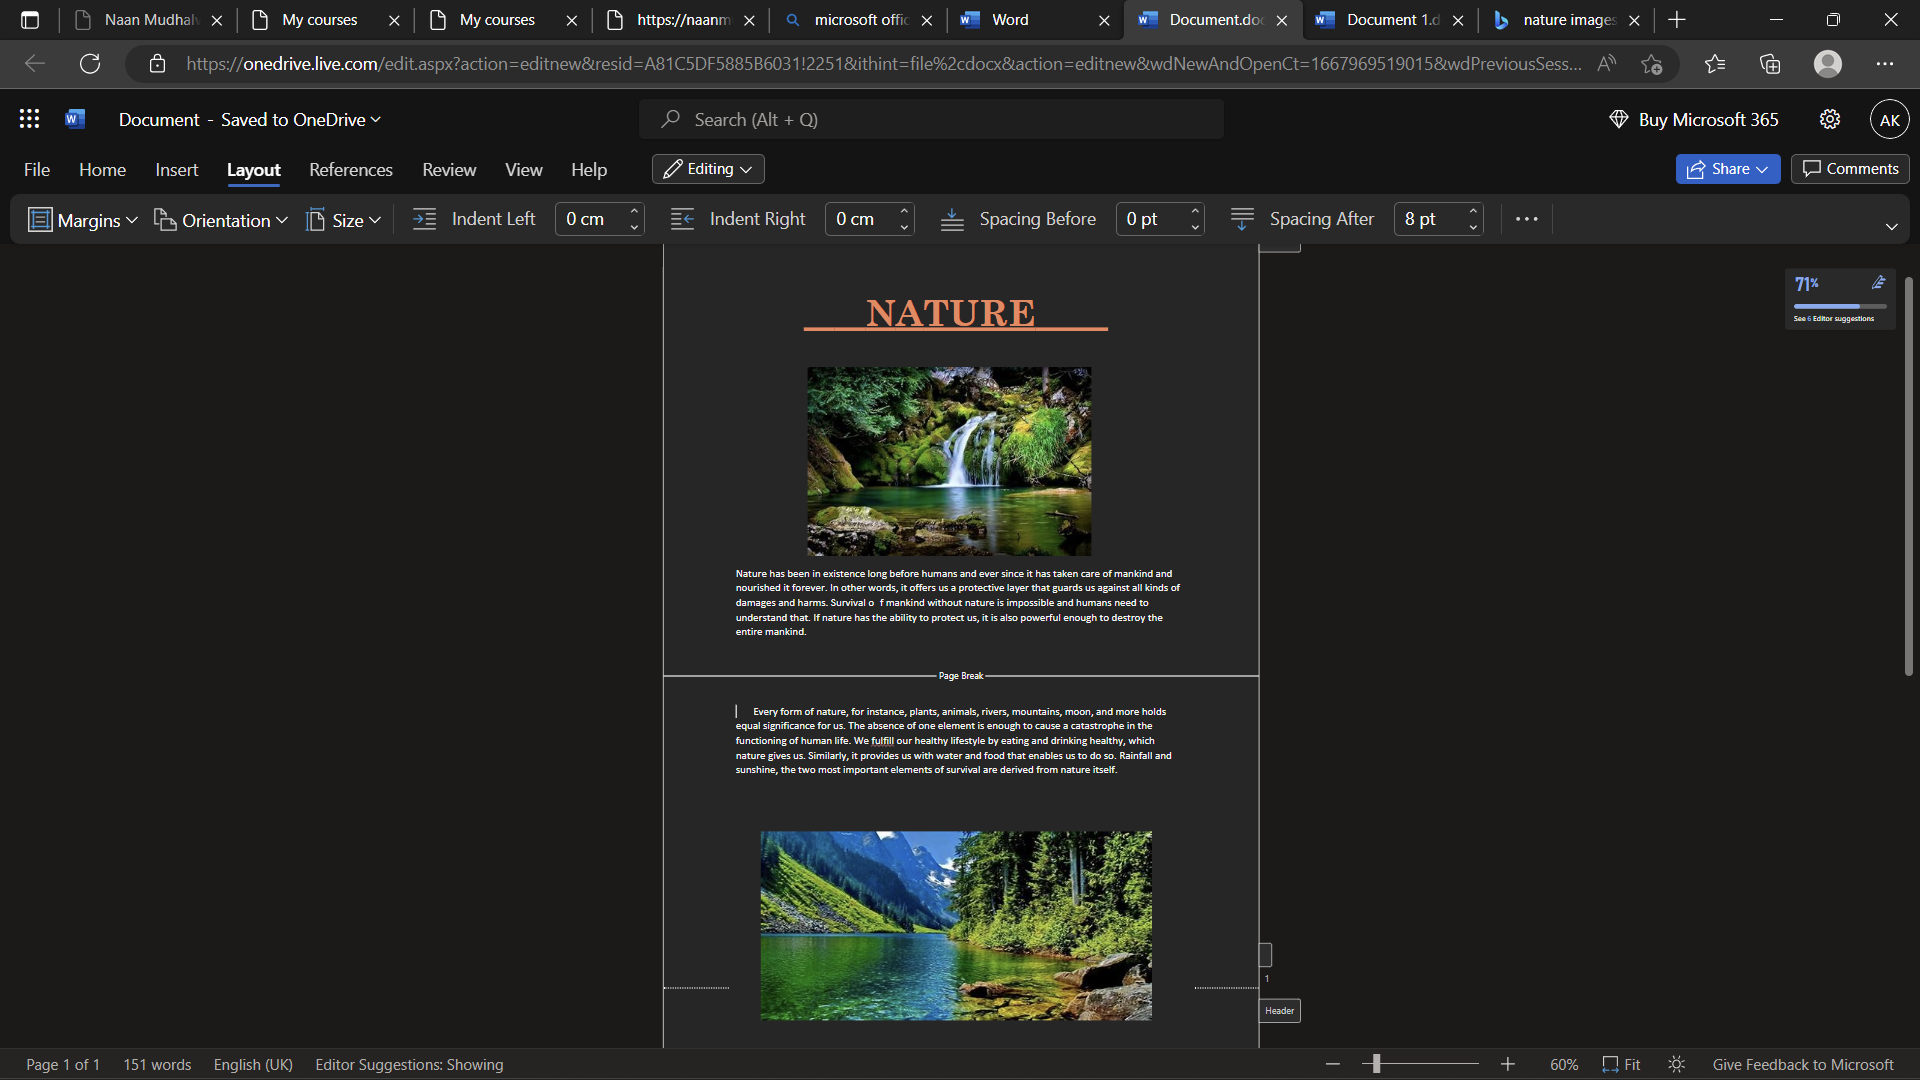 Naan Mudhalv
My courses
My courses
https://naanm
microsoft offic
Word
Document.doc
Document 1.d
nature images
https://onedrive.live.com/edit.aspx?action=editnew&resid=A81C5DF5885B6031!2251&ithint=file%2cdocx&action=editnew&wdNewAndOpenCt=1667969519015&wdPreviousSess...
Document - Saved to OneDrive
Search (Alt + Q)
Buy Microsoft 365
AK
File Home Insert Layout References Review View Help Editing Share Comments
Margins Orientation Size Indent Left 0 cm Indent Right 0 cm Spacing Before 0 pt Spacing After 8 pt
71%
See 6 Editor suggestions
NATURE
Nature has been in existence long before humans and ever since it has taken care of mankind and
nourished it forever. In other words, it offers us a protective layer that guards us against all kinds of
damages and harms. Survival o f mankind without nature is impossible and humans need to
understand that. If nature has the ability to protect us, it is also powerful enough to destroy the
entire mankind.
Page Break
Every form of nature, for instance, plants, animals, rivers, mountains, moon, and more holds
equal significance for us. The absence of one element is enough to cause a catastrophe in the
functioning of human life. We fulfill our healthy lifestyle by eating and drinking healthy, which
nature gives us. Similarly, it provides us with water and food that enables us to do so. Rainfall and
sunshine, the two most important elements of survival are derived from nature itself.
1
Header
Page 1 of 1 151 words English (UK) Editor Suggestions: Showing 60% Fit Give Feedback to Microsoft